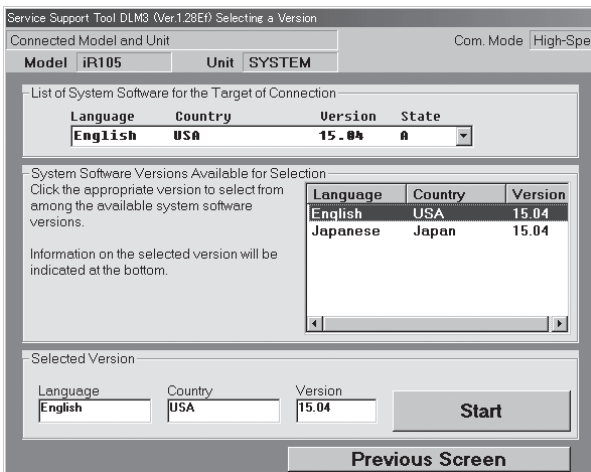 Service Support Tool DLM3 (Ver.1.28Ef) Selecting a Version
Connected Model and Unit
Com. Mode High-Spe
Model iR105 Unit SYSTEM
List of System Software for the Target of Connection
Language Country Version State
English USA 15.04 A
System Software Versions Available for Selection
Click the appropriate version to select from
among the available system software
versions.
Information on the selected version will be
indicated at the bottom.
Language Country Version
English USA 15.04
Japanese Japan 15.04
Selected Version
Language Country Version
English USA 15.04
Start
Previous Screen